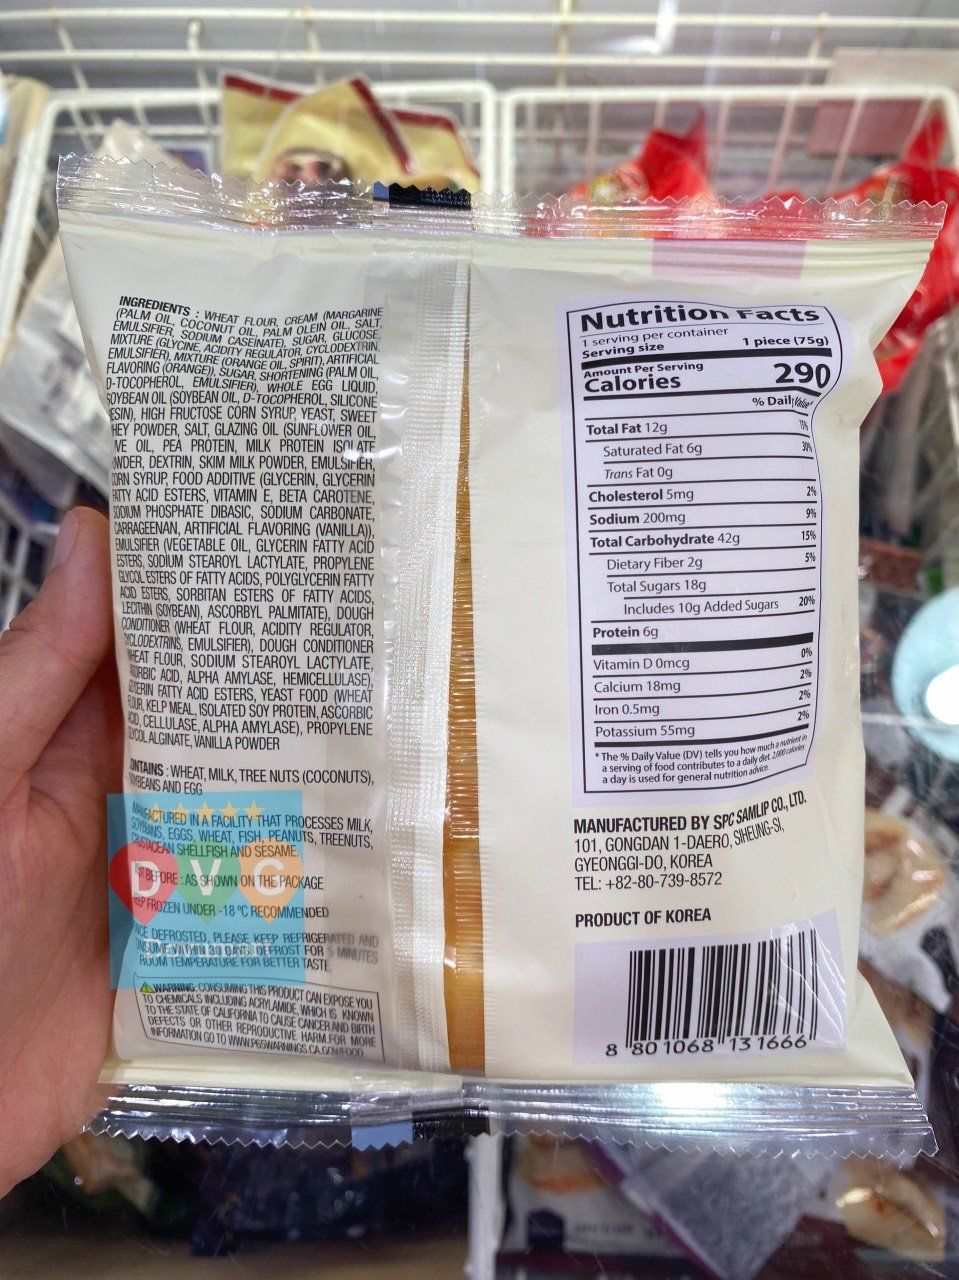 INGREDIENTS : WHEAT FLOUR, CREAM (MARGARINE
(PALM OIL, COCONUT OIL, PALM OLEIN OIL, SALT,
EMULSIFIER, SODIUM CASEINATE), SUGAR, GLUCOSE,
MIXTURE (GLYCINE, ACIDITY REGULATOR, CYCLODEXTRIN,
EMULSIFIER), MIXTURE (ORANGE OIL, SPIRIT), ARTIFICIAL
FLAVORING (ORANGE)), SUGAR, SHORTENING (PALM OIL,
D-TOCOPHEROL, EMULSIFIER), WHOLE EGG LIQUID,
SOYBEAN OIL (SOYBEAN OIL, D-TOCOPHEROL, SILICONE
ESIN), HIGH FRUCTOSE CORN SYRUP, YEAST, SWEET
HEY POWDER, SALT, GLAZING OIL (SUNFLOWER OIL,
VE OIL, PEA PROTEIN, MILK PROTEIN ISOLATE
WDER, DEXTRIN, SKIM MILK POWDER, EMULSIFIER,
CORN SYRUP, FOOD ADDITIVE (GLYCERIN, GLYCERIN
FATTY ACID ESTERS, VITAMIN E, BETA CAROTENE,
SODIUM PHOSPHATE DIBASIC, SODIUM CARBONATE,
CARRAGEENAN, ARTIFICIAL FLAVORING (VANILLA)),
EMULSIFIER (VEGETABLE OIL, GLYCERIN FATTY ACID
ESTERS, SODIUM STEAROYL LACTYLATE, PROPYLENE
GLYCOL ESTERS OF FATTY ACIDS, POLYGLYCERIN FATTY
ACID ESTERS, SORBITAN ESTERS OF FATTY ACIDS,
LECITHIN (SOYBEAN), ASCORBYL PALMITATE), DOUGH
CONDITIONER (WHEAT FLOUR, ACIDITY REGULATOR,
CYCLODEXTRINS, EMULSIFIER), DOUGH CONDITIONER
WHEAT FLOUR, SODIUM STEAROYL LACTYLATE,
ASCORBIC ACID, ALPHA AMYLASE, HEMICELLULASE),
GLYCERIN FATTY ACID ESTERS, YEAST FOOD (WHEAT
FLOUR, KELP MEAL, ISOLATED SOY PROTEIN, ASCORBIC
ACID, CELLULASE, ALPHA AMYLASE), PROPYLENE
GLYCOL ALGINATE, VANILLA POWDER
ONTAINS : WHEAT, MILK, TREE NUTS (COCONUTS),
SOYBEANS AND EGG
MANUFACTURED IN A FACILITY THAT PROCESSES MILK,
SOYBEANS, EGGS, WHEAT, FISH, PEANUTS, TREENUTS,
CRUSTACEAN SHELLFISH AND SESAME.
BEST BEFORE : AS SHOWN ON THE PACKAGE
KEEP FROZEN UNDER -18 °C RECOMMENDED
ONCE DEFROSTED, PLEASE KEEP REFRIGERATED AND
CONSUME WITHIN 30 DAYS. DEFROST FOR 5 MINUTES
ROOM TEMPERATURE FOR BETTER TASTE.
WARNING: CONSUMING THIS PRODUCT CAN EXPOSE YOU
TO CHEMICALS INCLUDING ACRYLAMIDE, WHICH IS KNOWN
TO THE STATE OF CALIFORNIA TO CAUSE CANCER AND BIRTH
DEFECTS OR OTHER REPRODUCTIVE HARM. FOR MORE
INFORMATION GO TO WWW.P65WARNINGS.CA.GOV/FOOD.
DVG
Nutrition Facts
1 serving per container
Serving size 1 piece (75g)
Amount Per Serving
Calories 290
% Daily Value*
Total Fat 12g 15%
Saturated Fat 6g 30%
Trans Fat 0g
Cholesterol 5mg 2%
Sodium 200mg 9%
Total Carbohydrate 42g 15%
Dietary Fiber 2g 5%
Total Sugars 18g
Includes 10g Added Sugars 20%
Protein 6g
Vitamin D 0mcg 0%
Calcium 18mg 2%
Iron 0.5mg 2%
Potassium 55mg 2%
* The % Daily Value (DV) tells you how much a nutrient in
a serving of food contributes to a daily diet. 2,000 calories
a day is used for general nutrition advice.
MANUFACTURED BY SPC SAMLIP CO., LTD.
101, GONGDAN 1-DAERO, SIHEUNG-SI,
GYEONGGI-DO, KOREA
TEL: +82-80-739-8572
PRODUCT OF KOREA
8 801068 131666